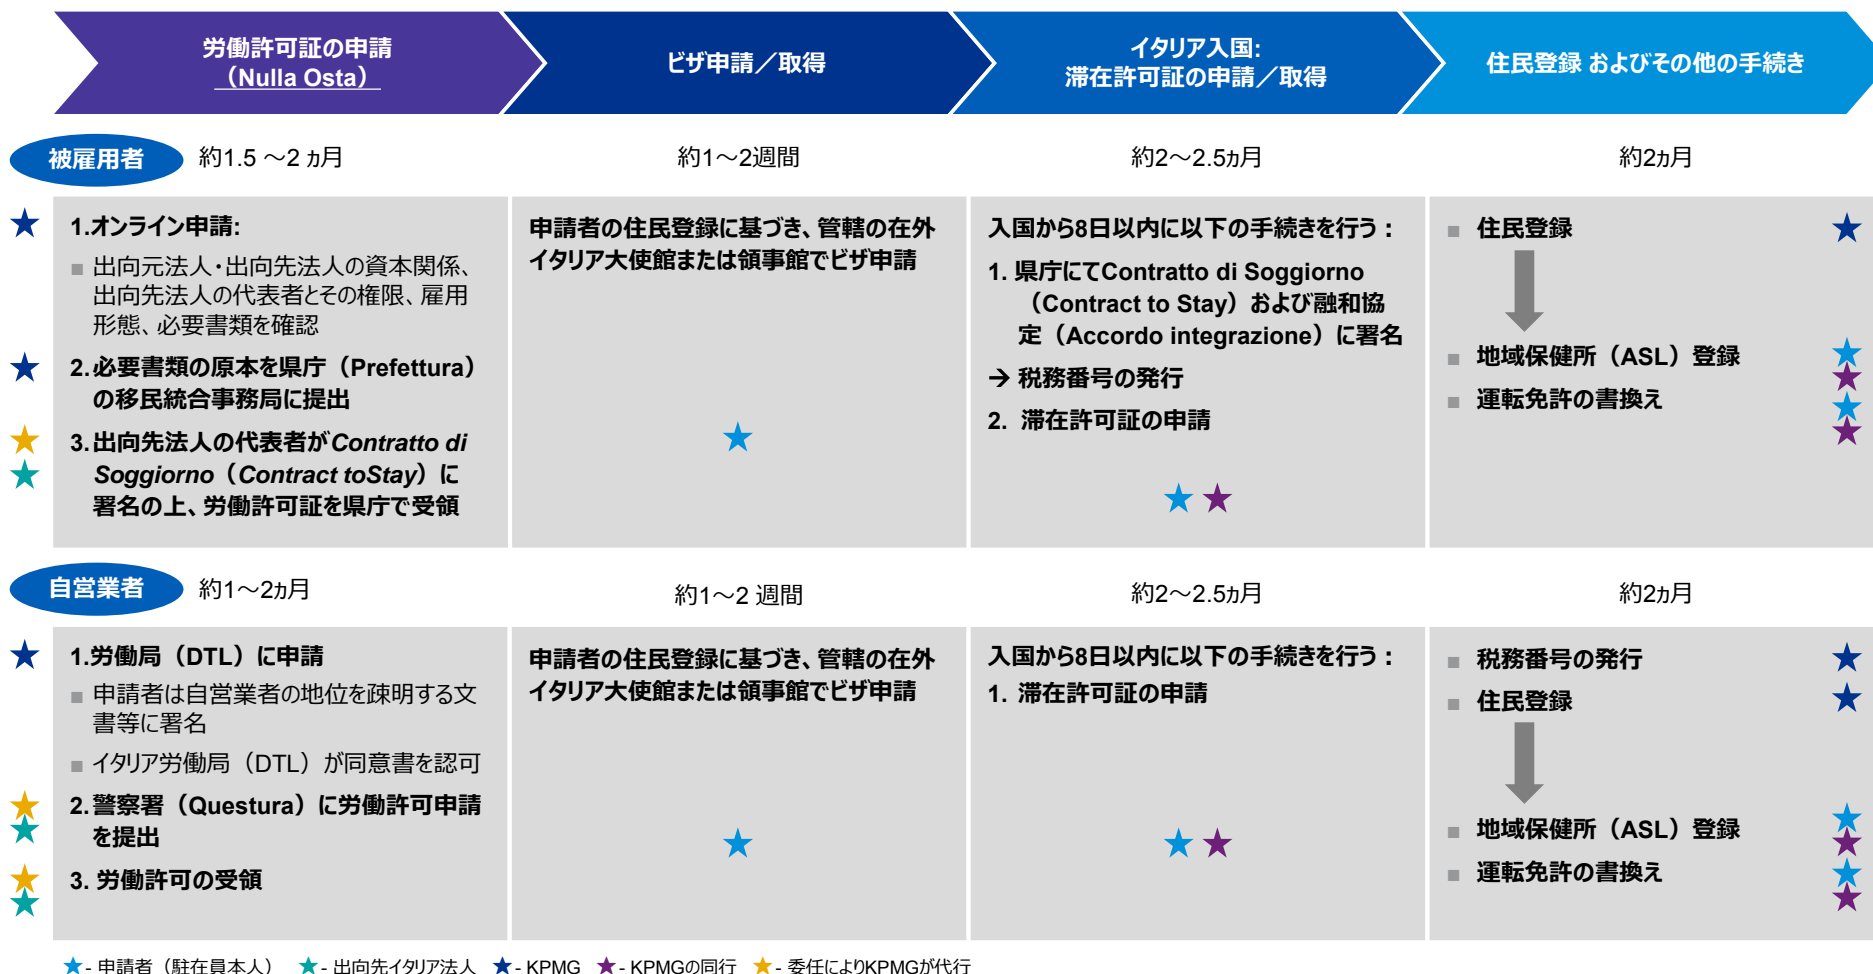 労働許可証の申請
（Nulla Osta）
ビザ申請／取得
イタリア入国:
滞在許可証の申請／取得
住民登録 およびその他の手続き
被雇用者
約1.5 ～2 ヵ月
約1～2週間
約2～2.5ヵ月
約2ヵ月
1.オンライン申請:
■ 出向元法人・出向先法人の資本関係、
出向先法人の代表者とその権限、雇用
形態、必要書類を確認
2.必要書類の原本を県庁（Prefettura）
の移民統合事務局に提出
3.出向先法人の代表者がContratto di
Soggiorno（Contract toStay）に
署名の上、労働許可証を県庁で受領
申請者の住民登録に基づき、管轄の在外
イタリア大使館または領事館でビザ申請
入国から8日以内に以下の手続きを行う：
1. 県庁にてContratto di Soggiorno
（Contract to Stay）および融和協
定（Accordo integrazione）に署名
→ 税務番号の発行
2. 滞在許可証の申請
■ 住民登録
■ 地域保健所（ASL）登録
■ 運転免許の書換え
自営業者
約1～2ヵ月
約1～2 週間
約2～2.5ヵ月
約2ヵ月
1.労働局（DTL）に申請
■ 申請者は自営業者の地位を疎明する文
書等に署名
■ イタリア労働局（DTL）が同意書を認可
2.警察署（Questura）に労働許可申請
を提出
3. 労働許可の受領
申請者の住民登録に基づき、管轄の在外
イタリア大使館または領事館でビザ申請
入国から8日以内に以下の手続きを行う：
1. 滞在許可証の申請
■ 税務番号の発行
■ 住民登録
■ 地域保健所（ASL）登録
■ 運転免許の書換え
★- 申請者（駐在員本人） ★- 出向先イタリア法人 ★- KPMG ★- KPMGの同行 ★- 委任によりKPMGが代行